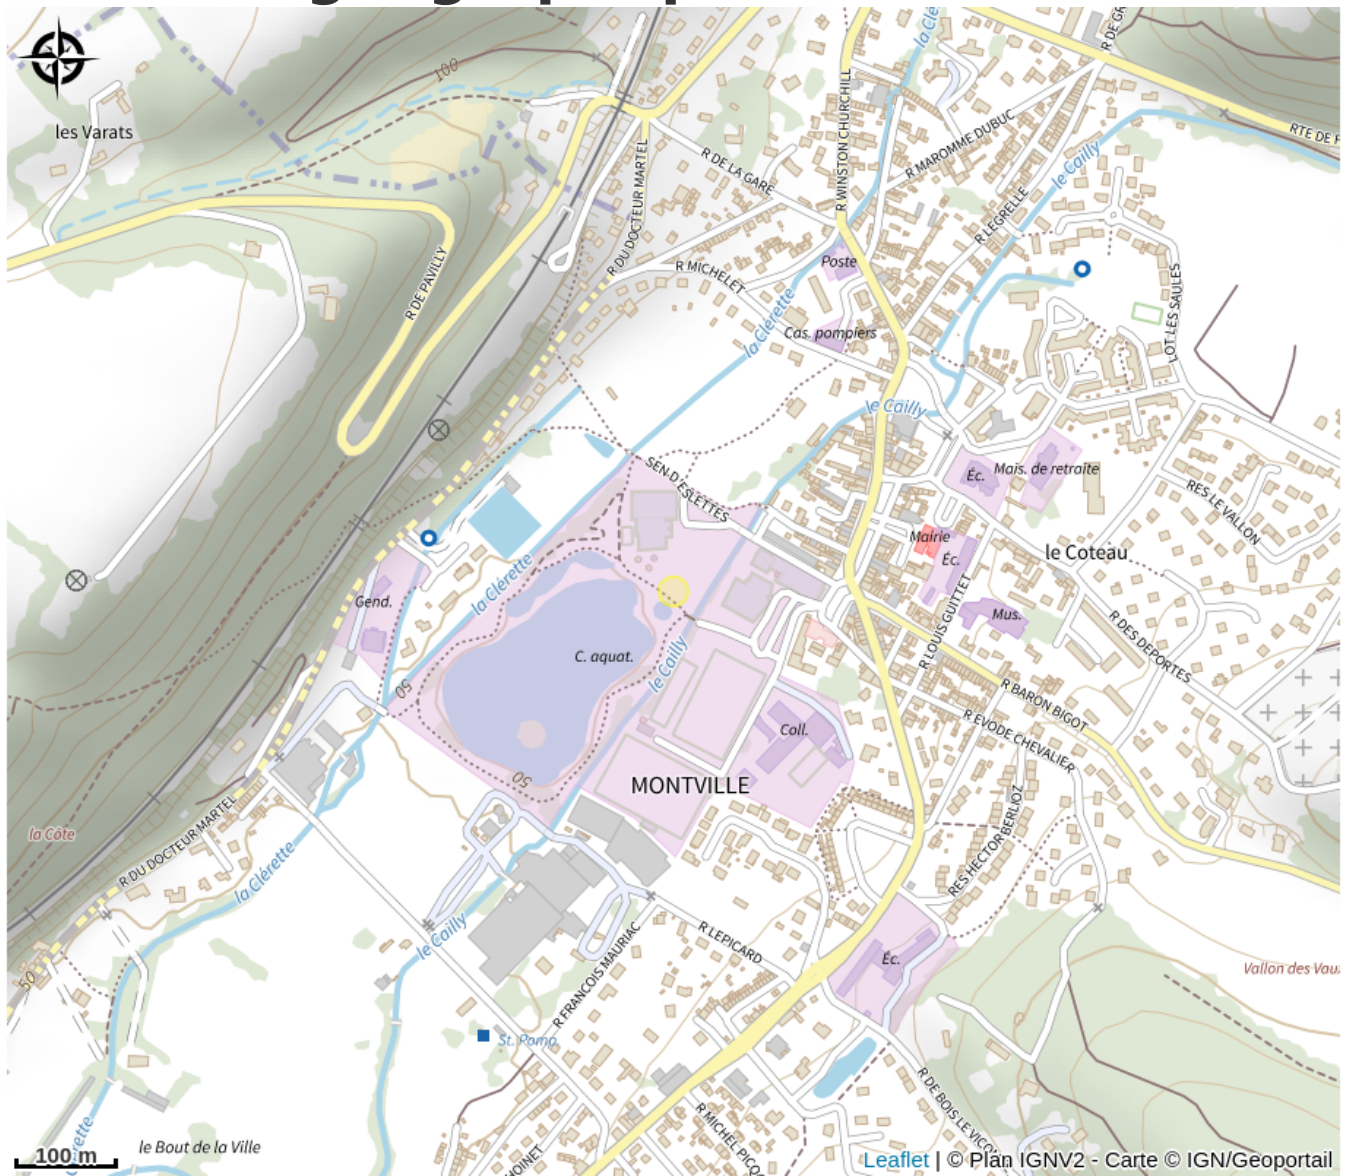 100
les Varats
la Clé
R DE GR
R WINSTON CHURCHILL
R MAROMME DUBUC
RTE DE F
le Cailly
R DE LA GARE
R DU DOCTEUR MARTEL
R LEGRELLE
R DE PAVILLY
R MICHELET
Poste
la Clérette
Cas. pompiers
LOT LES SAULES
le Cailly
SEN D'ESLETTES
Éc.
Mais. de retraite
RES LE VALLON
Mairie
Éc.
le Coteau
la Clérette
Gend.
Mus.
R LOUIS GUITTET
R DES DEPORTES
C. aquat.
le Cailly
50
R BARON BIGOT
R EVODE CHEVALIER
Coll.
50
MONTVILLE
la Côte
R DU DOCTEUR MARTEL
la Clérette
RES HECTOR BERLIOZ
le Cailly
R LEPICARD
R FRANCOIS MAURIAC
Éc.
Vallon des Vaux
50
St. Pomp.
R DE BOIS LE VICO
R MICHEL PICO
HOINET
le Bout de la Ville
Clérette
100 m
Leaflet | © Plan IGNV2 - Carte © IGN/Geoportail